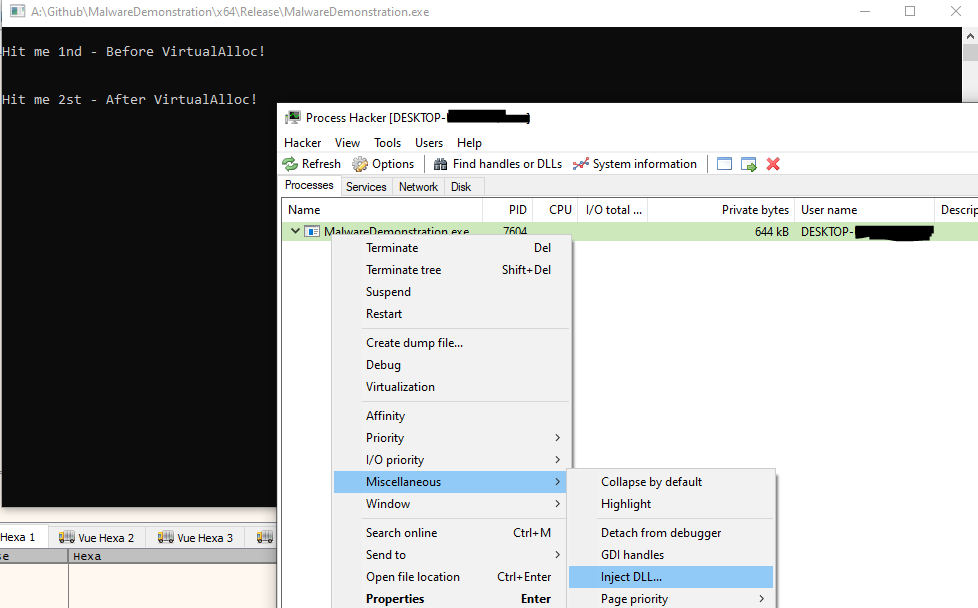 A:\Github\MalwareDemonstration\x64\Release\MalwareDemonstration.exe
Hit me 1nd - Before VirtualAlloc!
Hit me 2st - After VirtualAlloc!
Process Hacker [DESKTOP-
Hacker View Tools Users Help
Refresh Options Find handles or DLLs System information
Processes Services Network Disk
Name PID CPU I/O total ... Private bytes User name Descrip
MalwareDemonstration.exe 7604 644 kB DESKTOP-
Terminate Del
Terminate tree Shift+Del
Suspend
Restart
Create dump file...
Debug
Virtualization
Affinity
Priority
I/O priority
Miscellaneous
Window
Search online Ctrl+M
Send to
Open file location Ctrl+Enter
Properties Enter
Collapse by default
Highlight
Detach from debugger
GDI handles
Inject DLL...
Page priority
Hexa 1 Vue Hexa 2 Vue Hexa 3
se Hexa